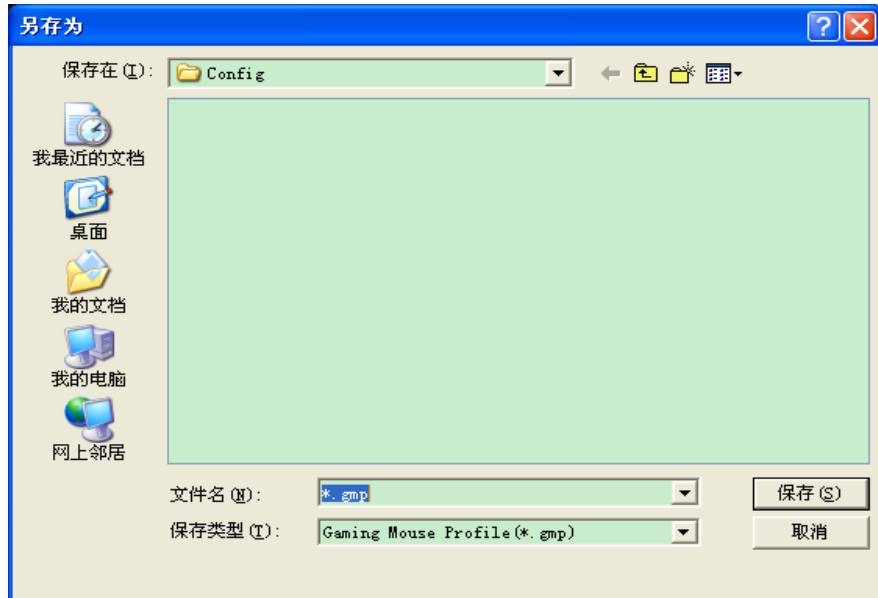 另存为
保存在(I):
Config
我最近的文档
桌面
我的文档
我的电脑
网上邻居
文件名(N):
*.gmp
保存(S)
保存类型(T):
Gaming Mouse Profile(*.gmp)
取消